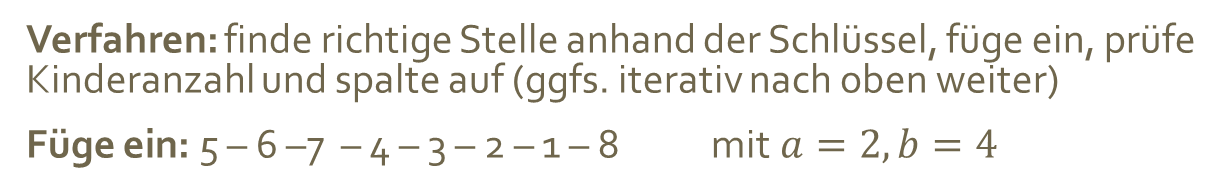 Verfahren: finde richtige Stelle anhand der Schlüssel, füge ein, prüfe
Kinderanzahl und spalte auf (ggfs. iterativ nach oben weiter)
Füge ein: 5 – 6 –7 – 4 – 3 – 2 – 1 – 8 mit a = 2, b = 4